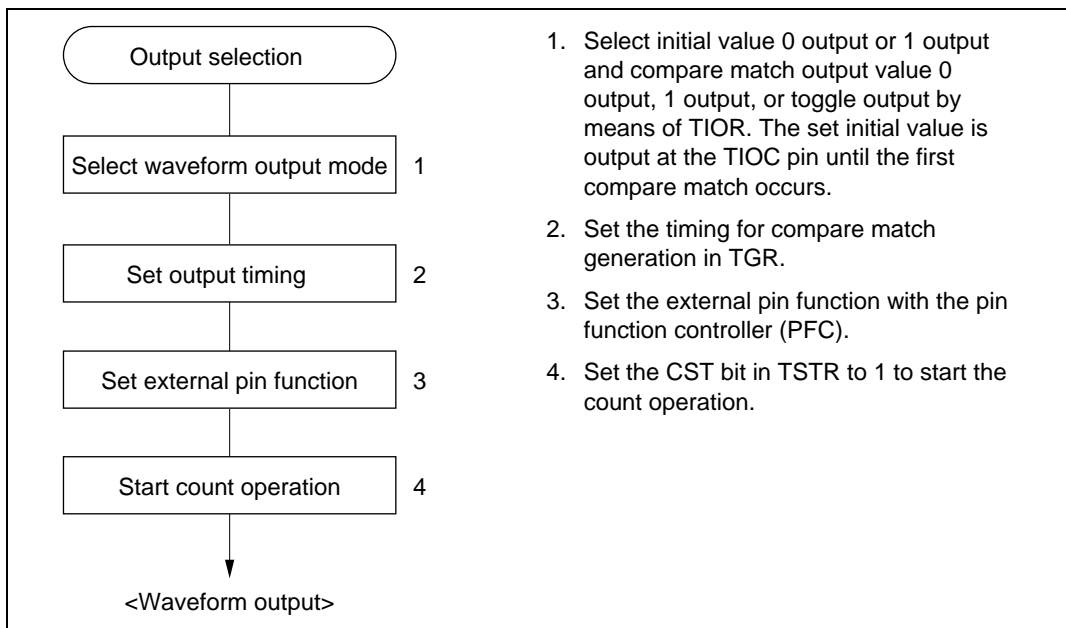 Output selection
Select waveform output mode 1
Set output timing 2
Set external pin function 3
Start count operation 4
<Waveform output>
1. Select initial value 0 output or 1 output
and compare match output value 0
output, 1 output, or toggle output by
means of TIOR. The set initial value is
output at the TIOC pin until the first
compare match occurs.
2. Set the timing for compare match
generation in TGR.
3. Set the external pin function with the pin
function controller (PFC).
4. Set the CST bit in TSTR to 1 to start the
count operation.